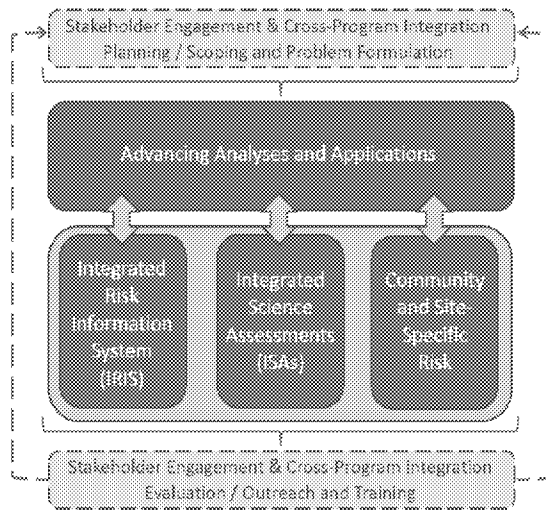 Stakeholder Engagement & Cross-Program Integration
Planning / Scoping and Problem Formulation
Advancing Analyses and Applications
Integrated
Risk
Information
System
(IRIS)
Integrated
Science
Assessments
(ISAs)
Community
and Site-
Specific
Risk
Stakeholder Engagement & Cross-Program Integration
Evaluation / Outreach and Training